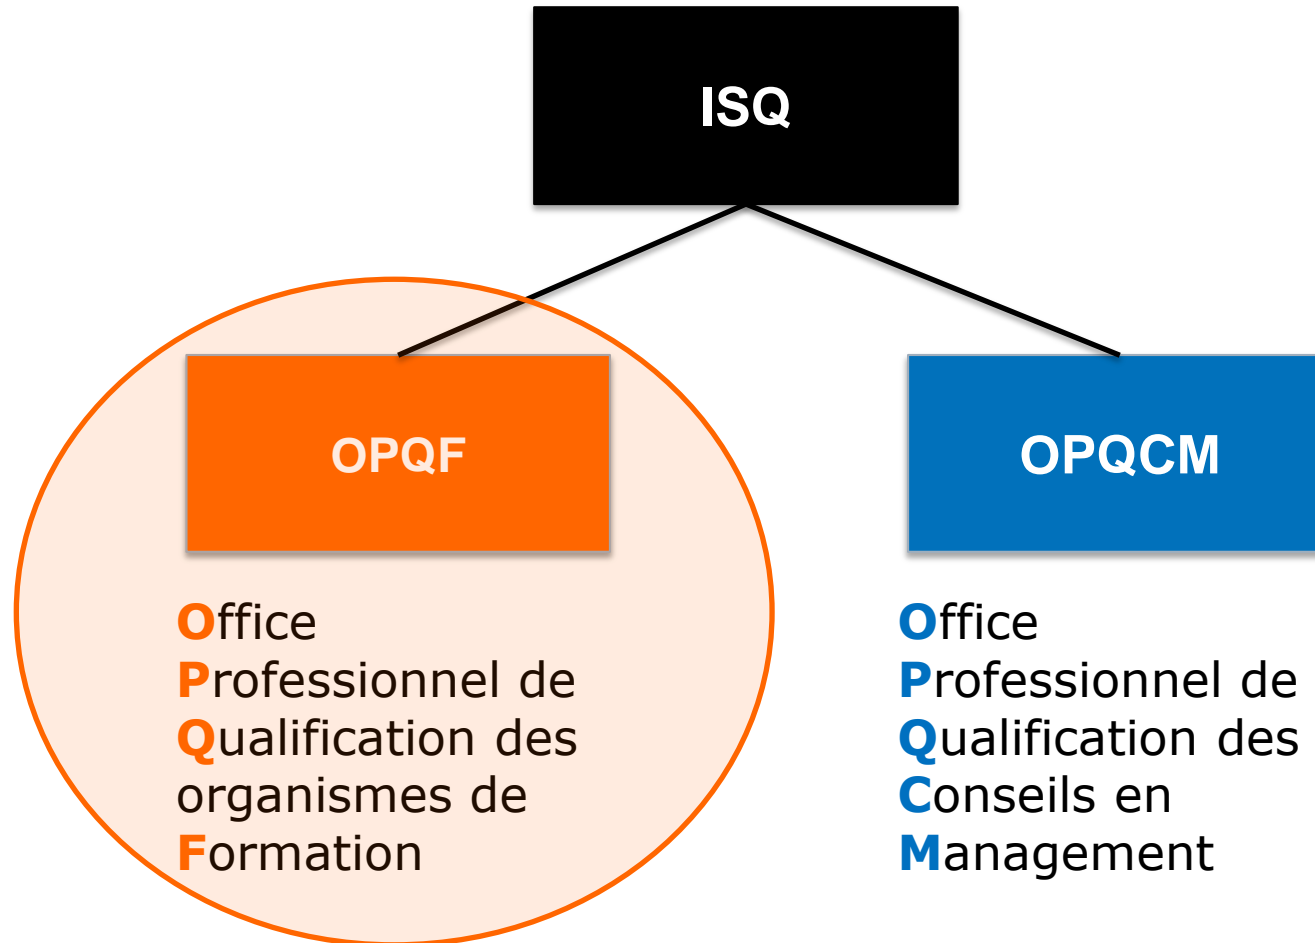 ISQ
OPQF
OPQCM
Office
Professionnel de
Qualification des
organismes de
Formation
Office
Professionnel de
Qualification des
Conseils en
Management